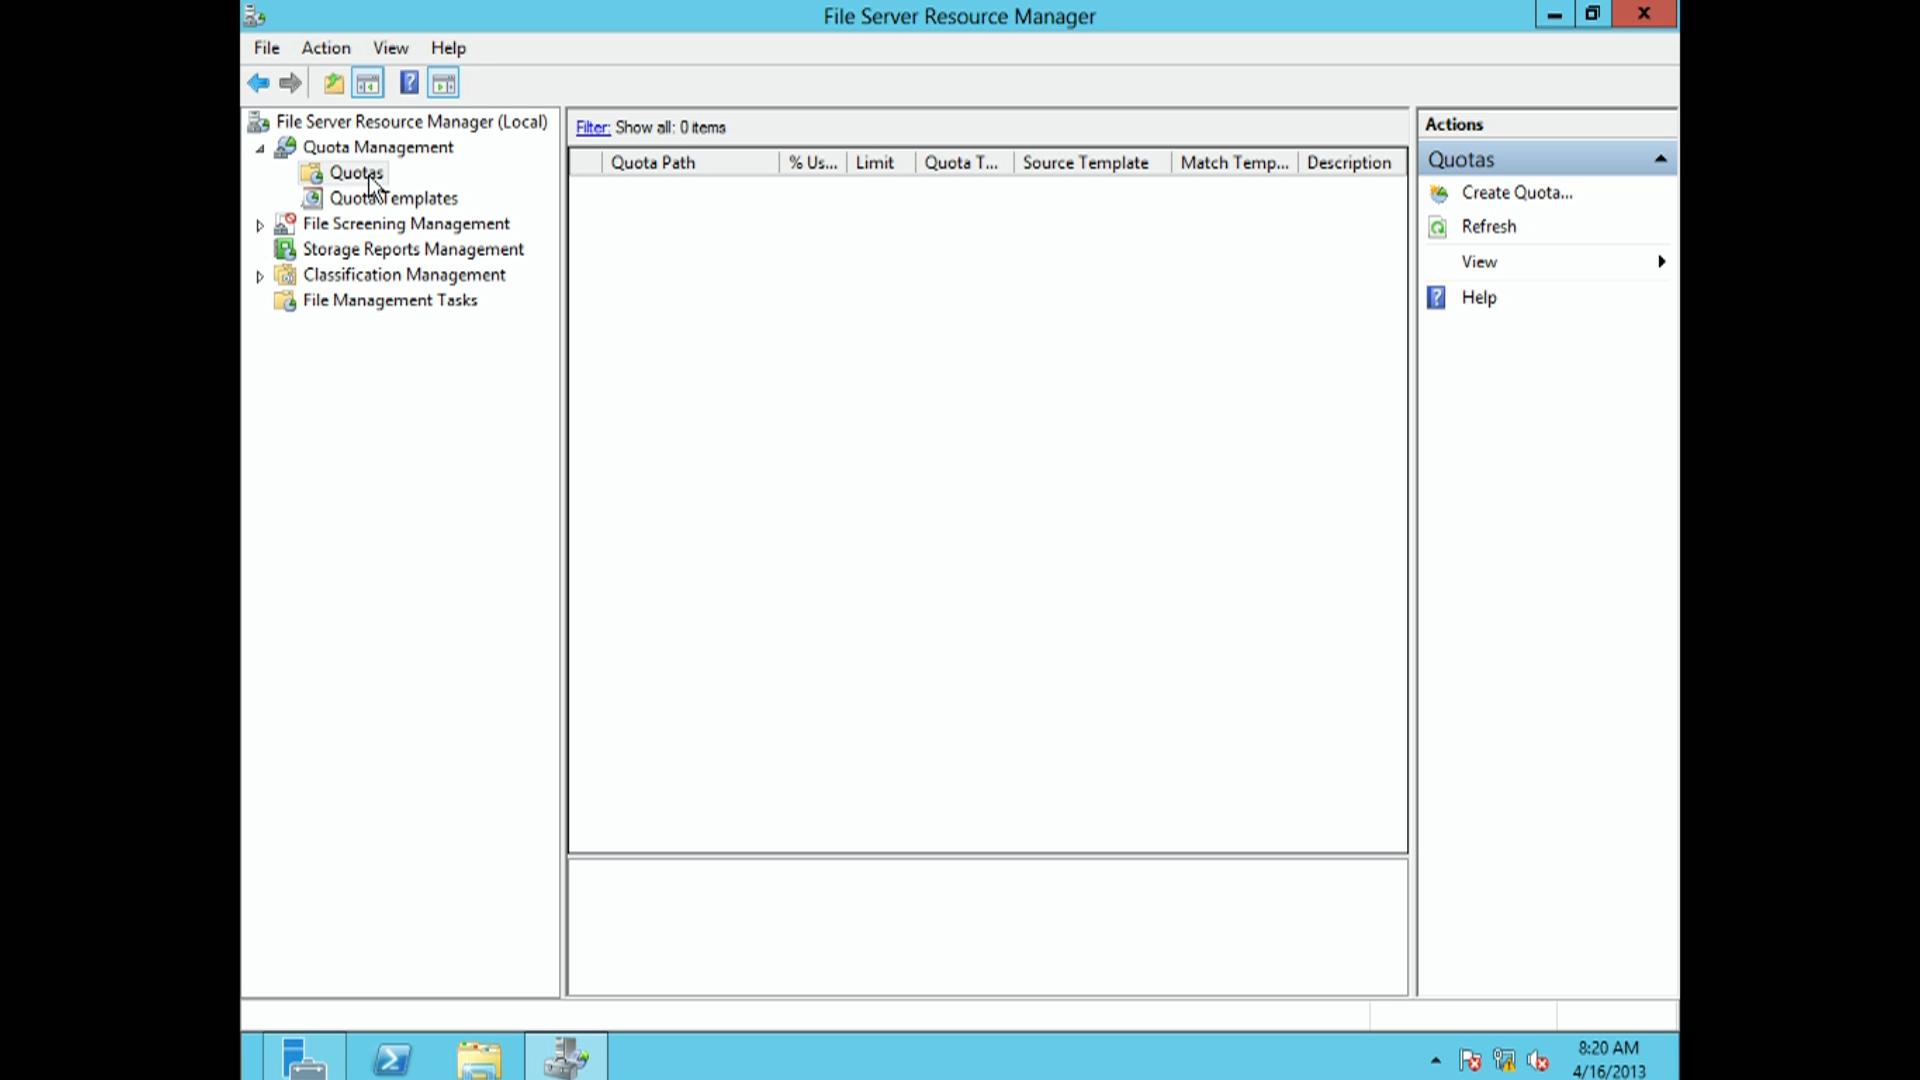 File Server Resource Manager
File Action View Help
File Server Resource Manager (Local)
Quota Management
Quotas
Quota Templates
File Screening Management
Storage Reports Management
Classification Management
File Management Tasks
Filter: Show all: 0 items
Quota Path % Us... Limit Quota T... Source Template Match Temp... Description
Actions
Quotas
Create Quota...
Refresh
View
Help
8:20 AM
4/16/2013